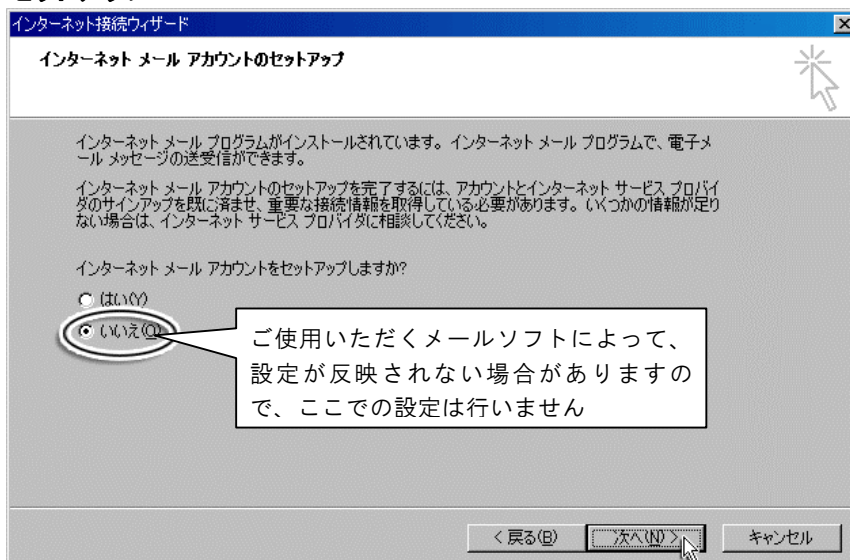 インターネット接続ウィザード
インターネット メール アカウントのセットアップ
インターネット メール プログラムがインストールされています。インターネット メール プログラムで、電子メ
ール メッセージの送受信ができます。
インターネット メール アカウントのセットアップを完了するには、アカウントとインターネット サービス プロバイ
ダのサインアップを既に済ませ、重要な接続情報を取得している必要があります。いくつかの情報が足り
ない場合は、インターネット サービス プロバイダに相談してください。
インターネット メール アカウントをセットアップしますか?
はい(Y)
いいえ(O)
ご使用いただくメールソフトによって、
設定が反映されない場合がありますの
で、ここでの設定は行いません
< 戻る(B)
次へ(N) >
キャンセル